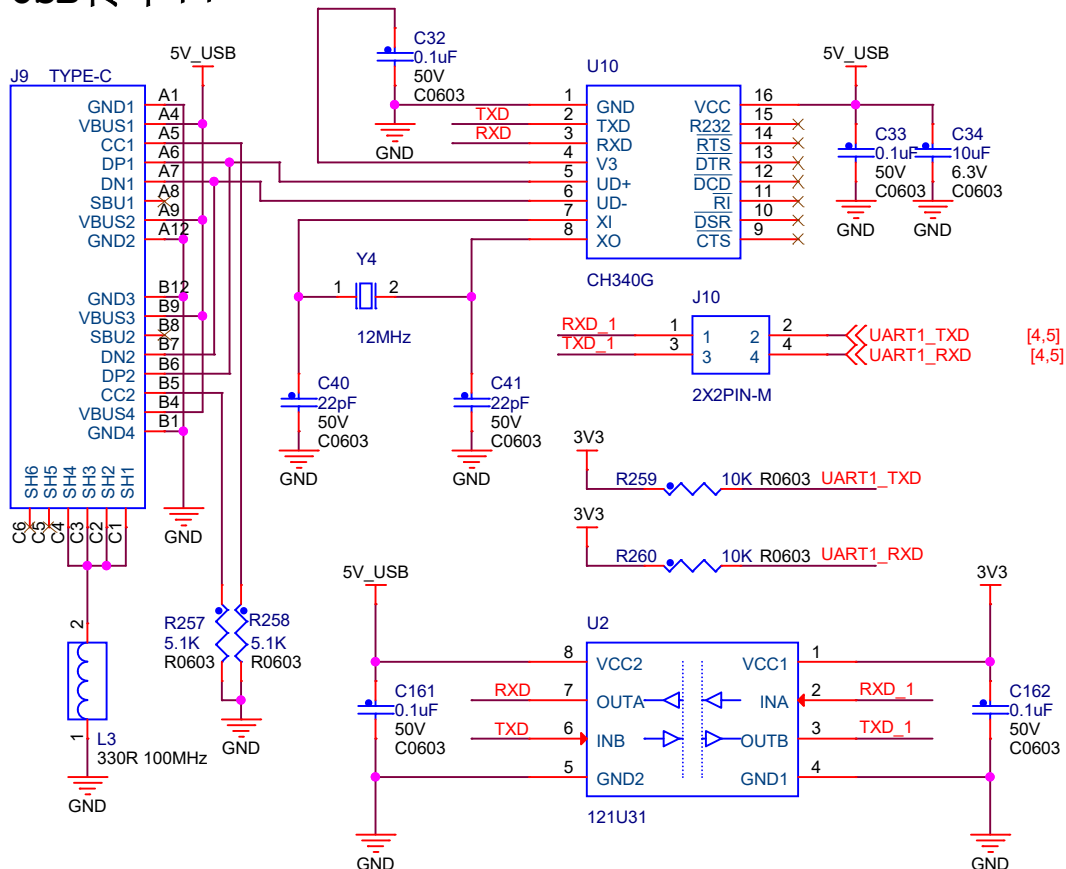 J9 TYPE-C
5V_USB
GND1 A1
VBUS1 A4
CC1 A5
DP1 A6
DN1 A7
SBU1 A8
VBUS2 A9
GND2 A12
GND3 B12
VBUS3 B9
SBU2 B8
DN2 B7
DP2 B6
CC2 B5
VBUS4 B4
GND4 B1
SH6 SH5 SH4 SH3 SH2 SH1
C6 C5 C4 C3 C2 C1
GND
2
1
L3
330R 100MHz
GND
R257
5.1K
R0603
R258
5.1K
R0603
GND
C32
0.1uF
50V
C0603
GND
U10
TXD
RXD
1 GND
2 TXD
3 RXD
4 V3
5 UD+
6 UD-
7 XI
8 XO
VCC 16
R232 15
RTS 14
DTR 13
DCD 12
RI 11
DSR 10
CTS 9
CH340G
5V_USB
C33
0.1uF
50V
C0603
GND
C34
10uF
6.3V
C0603
GND
Y4
1 2
12MHz
C40
22pF
50V
C0603
GND
C41
22pF
50V
C0603
GND
J10
RXD_1 1 1 2 2 UART1_TXD [4,5]
TXD_1 3 3 4 4 UART1_RXD [4,5]
2X2PIN-M
3V3
R259 10K R0603 UART1_TXD
3V3
R260 10K R0603 UART1_RXD
5V_USB
C161
0.1uF
50V
C0603
GND
U2
8 VCC2 VCC1 1
RXD 7 OUTA INA 2 RXD_1
TXD 6 INB OUTB 3 TXD_1
5 GND2 GND1 4
121U31
3V3
C162
0.1uF
50V
C0603
GND